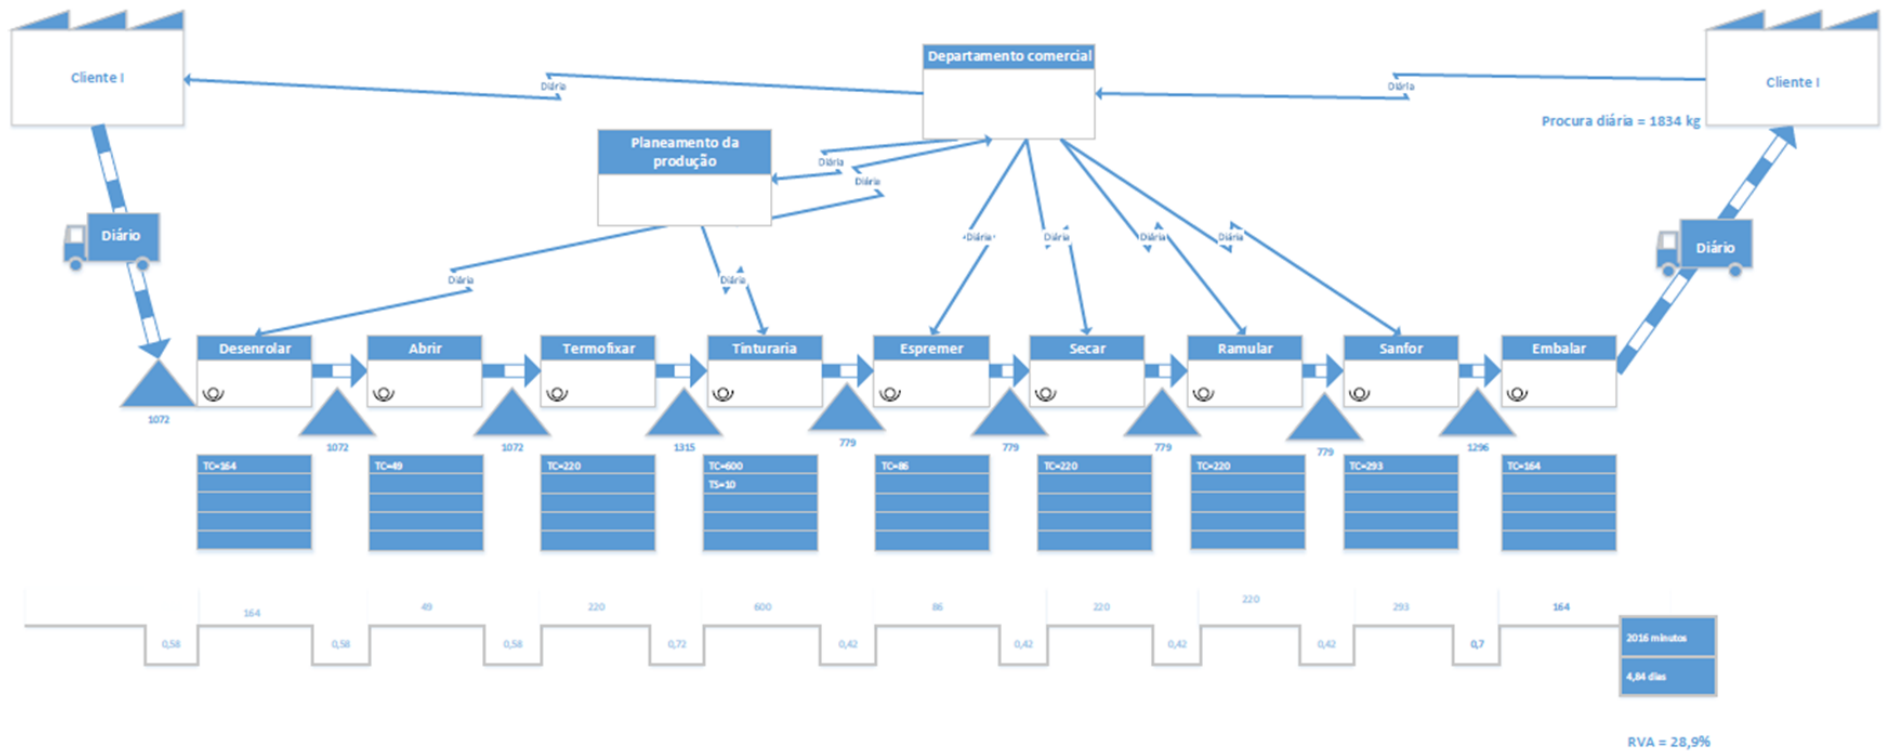 Cliente I
Departamento comercial
Cliente I
Diária
Diária
Procura diária = 1834 kg
Planeamento da
produção
Diária
Diária
Diário
Diário
Diária
Diária
Diária
Diária
Diária
Diária
Desenrolar
Abrir
Termofixar
Tinturaria
Espremer
Secar
Ramular
Sanfor
Embalar
1072
1072
1072
1315
779
779
779
779
1296
TC=164
TC=49
TC=220
TC=600
TS=10
TC=86
TC=220
TC=220
TC=293
TC=164
164
49
220
600
86
220
220
293
164
0,58
0,58
0,58
0,72
0,42
0,42
0,42
0,42
0,7
2016 minutos
4,84 dias
RVA = 28,9%